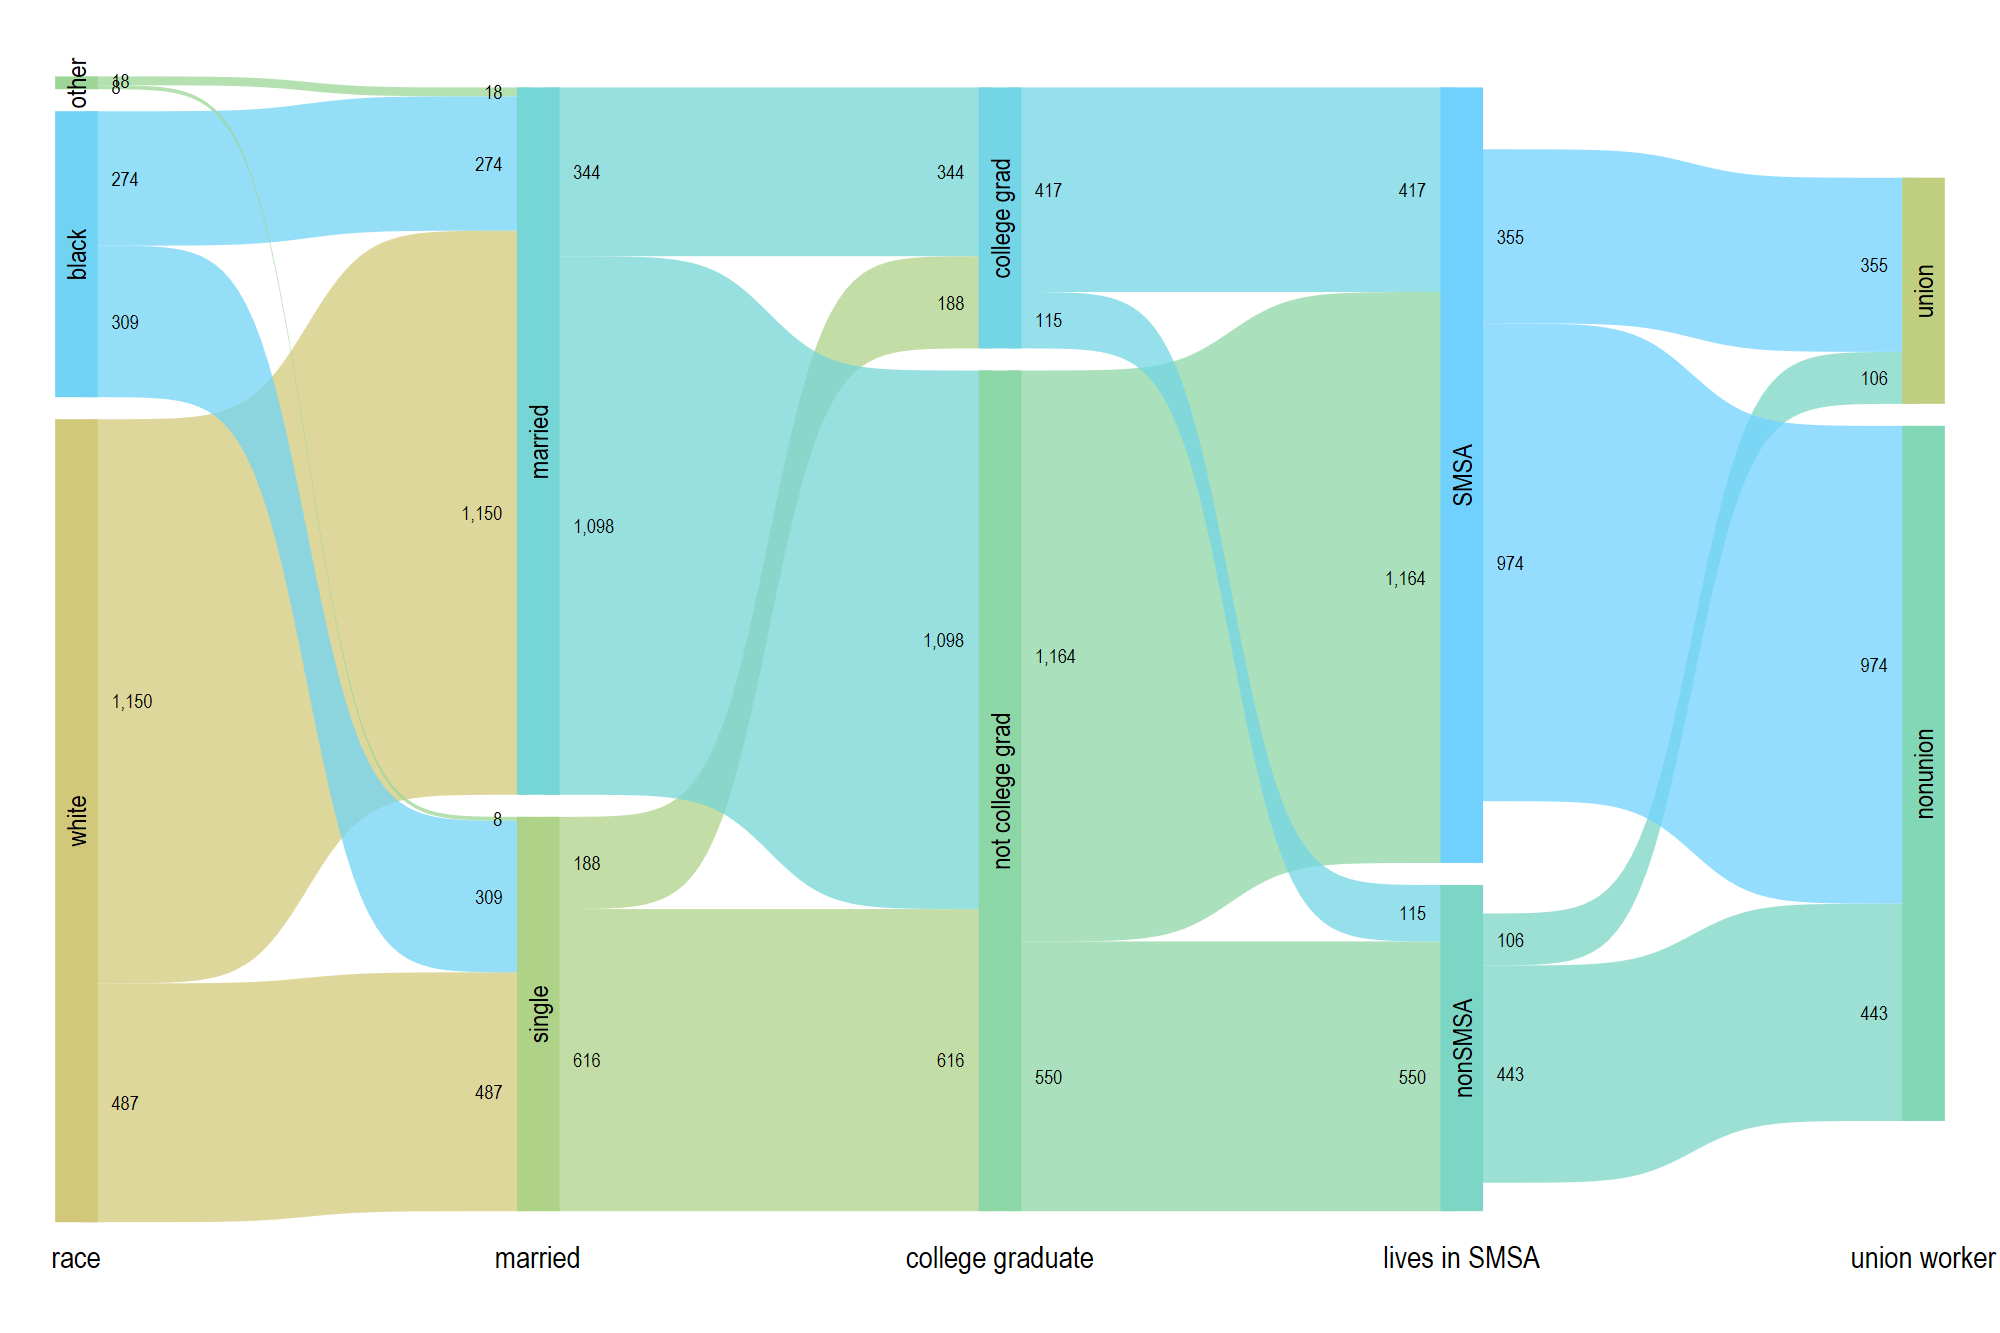 other
18
8
black
274
309
white
1,150
487
18
274
1,150
married
344
1,098
8
309
487
single
188
616
344
188
college grad
417
115
1,098
616
not college grad
1,164
550
417
1,164
SMSA
355
974
115
550
nonSMSA
106
443
355
106
union
974
443
nonunion
race
married
college graduate
lives in SMSA
union worker